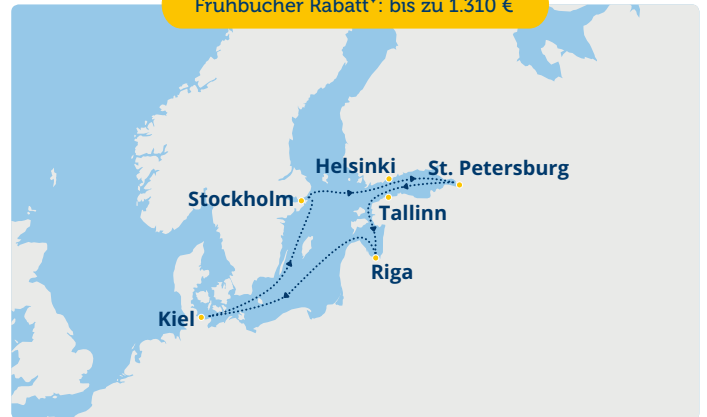 Frühbucher Rabatt*: bis zu 1.310 €
Helsinki
St. Petersburg
Stockholm
Tallinn
Riga
Kiel